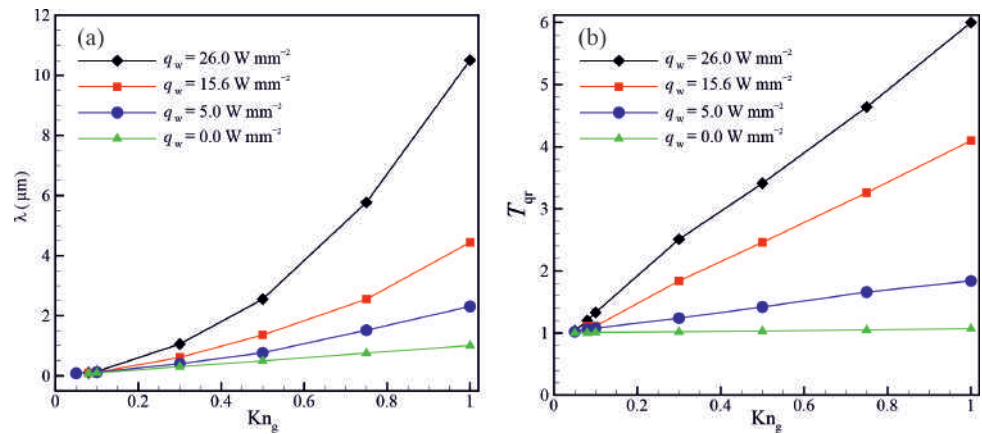 (a)
q_w = 26.0 W mm⁻²
q_w = 15.6 W mm⁻²
q_w = 5.0 W mm⁻²
q_w = 0.0 W mm⁻²
12
10
8
6
4
2
0
λ (μm)
0
0.2
0.4
0.6
0.8
1
Kn_g
(b)
q_w = 26.0 W mm⁻²
q_w = 15.6 W mm⁻²
q_w = 5.0 W mm⁻²
q_w = 0.0 W mm⁻²
6
5
4
3
2
1
0
T_qr
0
0.2
0.4
0.6
0.8
1
Kn_g